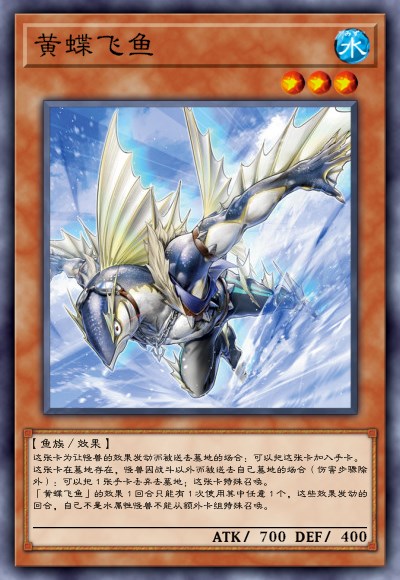 黄蝶飞鱼
水
【鱼族／效果】
这张卡为让怪兽的效果发动而被送去墓地的场合：可以把这张卡加入手卡。
这张卡在墓地存在，怪兽因战斗以外而被送去自己墓地的场合（伤害步骤除
外）：可以把1张手卡丢弃去墓地；这张卡特殊召唤。
「黄蝶飞鱼」的效果1回合只能有1次使用其中任意1个，这些效果发动的
回合，自己不是水属性怪兽不能从额外卡组特殊召唤。
ATK/ 700 DEF/ 400